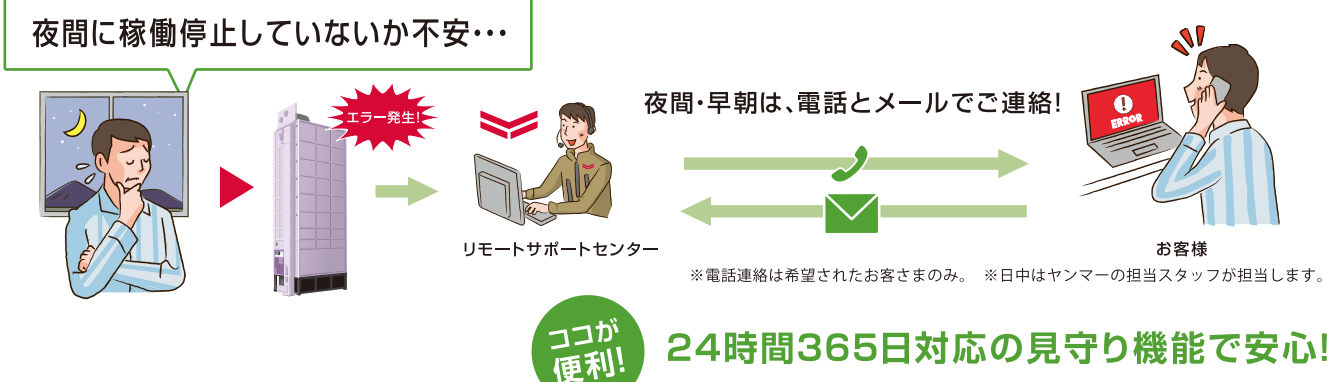 夜間に稼働停止していないか不安・・・
エラー発生!
夜間・早朝は、電話とメールでご連絡!
ERROR
リモートサポートセンター
お客様
※電話連絡は希望されたお客さまのみ。 ※日中はヤンマーの担当スタッフが担当します。
ココが
便利!
24時間365日対応の見守り機能で安心!